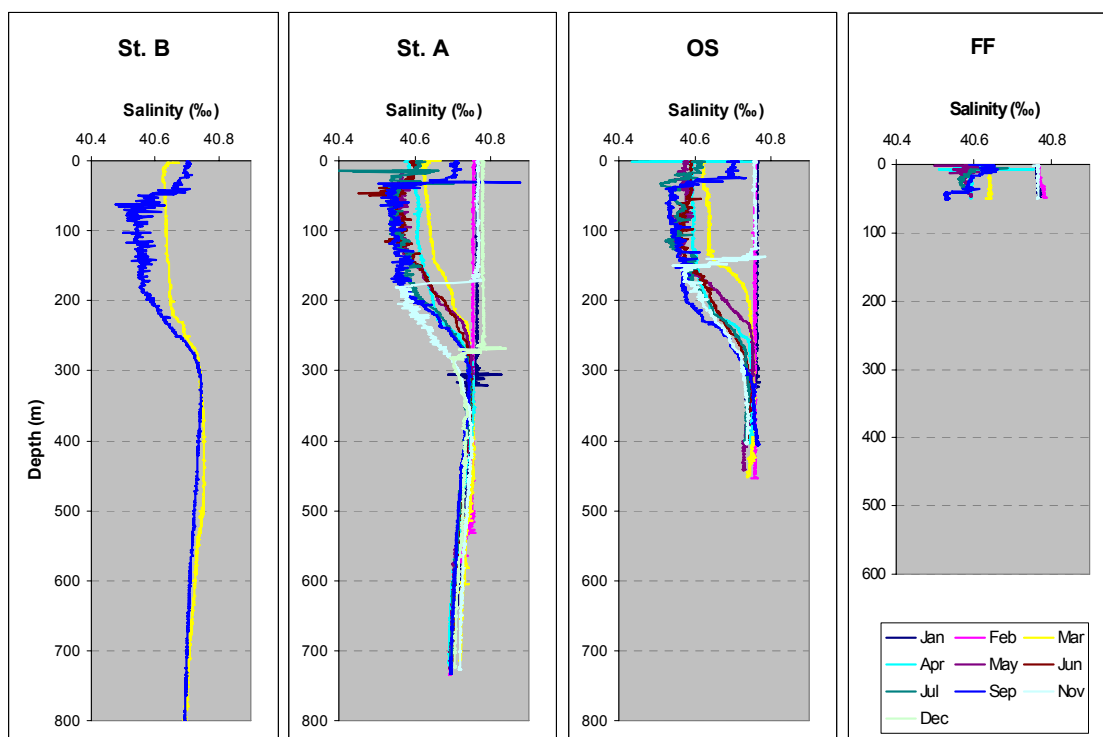 St. B
St. A
OS
FF
Salinity (‰)
Salinity (‰)
Salinity (‰)
Salinity (‰)
40.4 40.6 40.8
40.4 40.6 40.8
40.4 40.6 40.8
40.4 40.6 40.8
Depth (m)
0
100
200
300
400
500
600
700
800
0
100
200
300
400
500
600
700
800
0
100
200
300
400
500
600
700
800
0
100
200
300
400
500
600
Jan Feb Mar
Apr May Jun
Jul Sep Nov
Dec